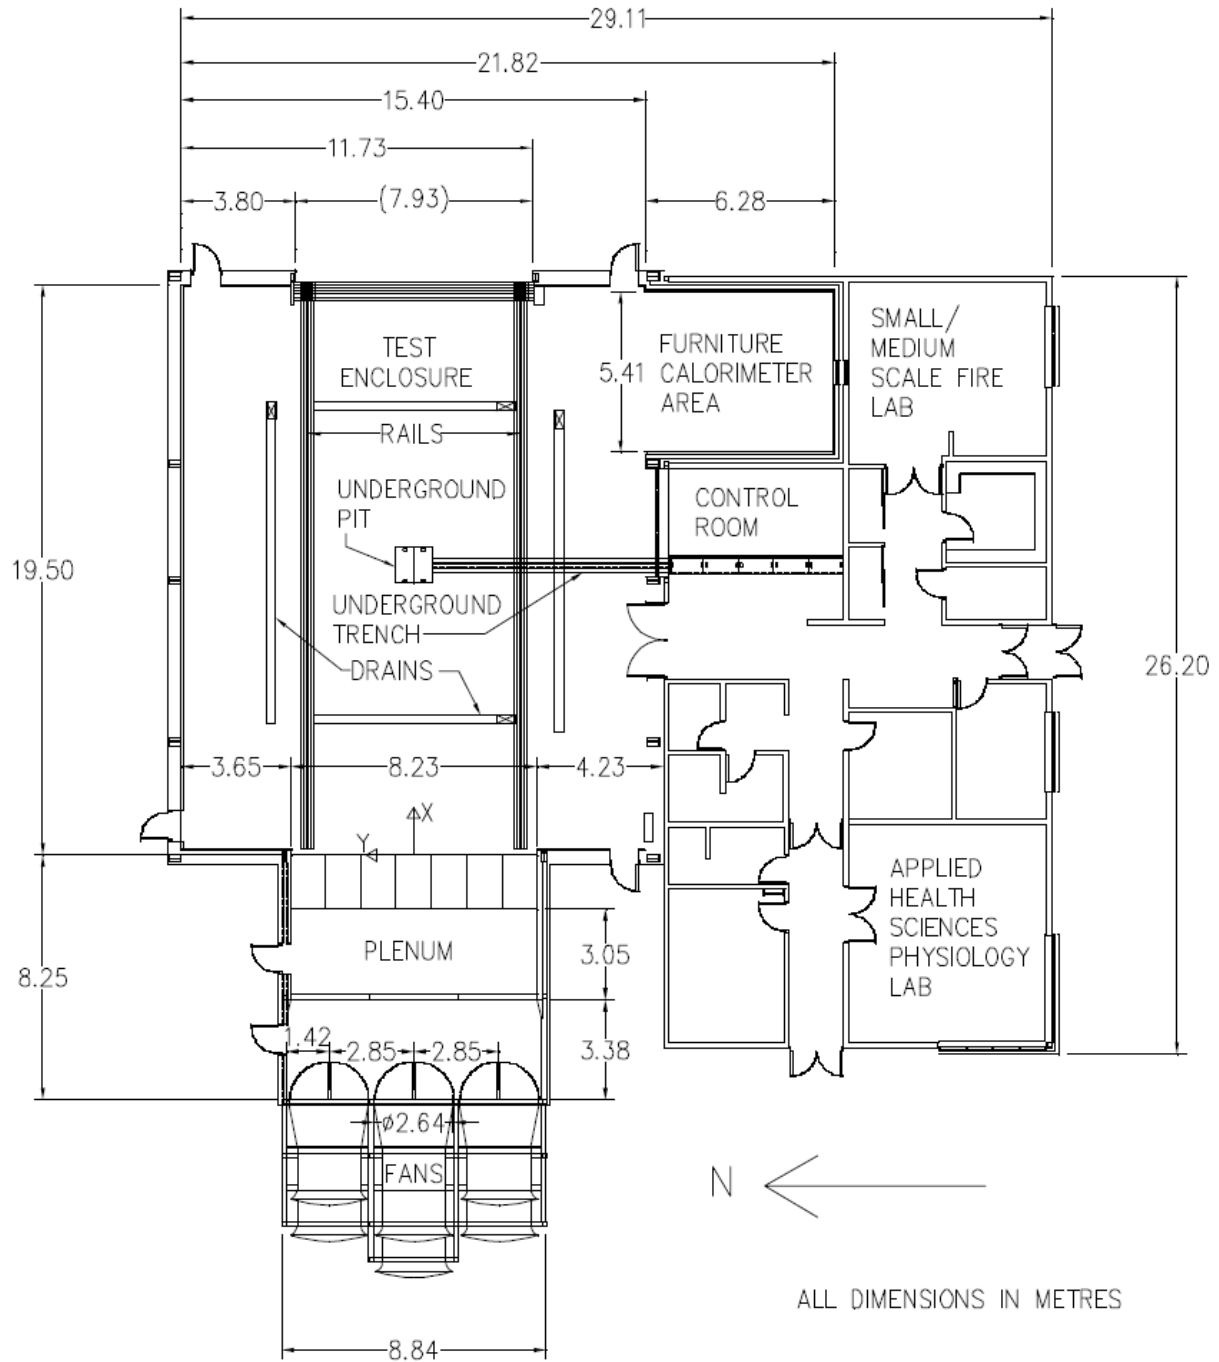 29.11
21.82
15.40
11.73
3.80
(7.93)
6.28
TEST
ENCLOSURE
5.41
FURNITURE
CALORIMETER
AREA
SMALL/
MEDIUM
SCALE FIRE
LAB
RAILS
UNDERGROUND
PIT
CONTROL
ROOM
19.50
UNDERGROUND
TRENCH
DRAINS
26.20
3.65
8.23
4.23
X
Y
APPLIED
HEALTH
SCIENCES
PHYSIOLOGY
LAB
PLENUM
3.05
8.25
1.42
2.85
2.85
3.38
ø2.64
FANS
N
ALL DIMENSIONS IN METRES
8.84